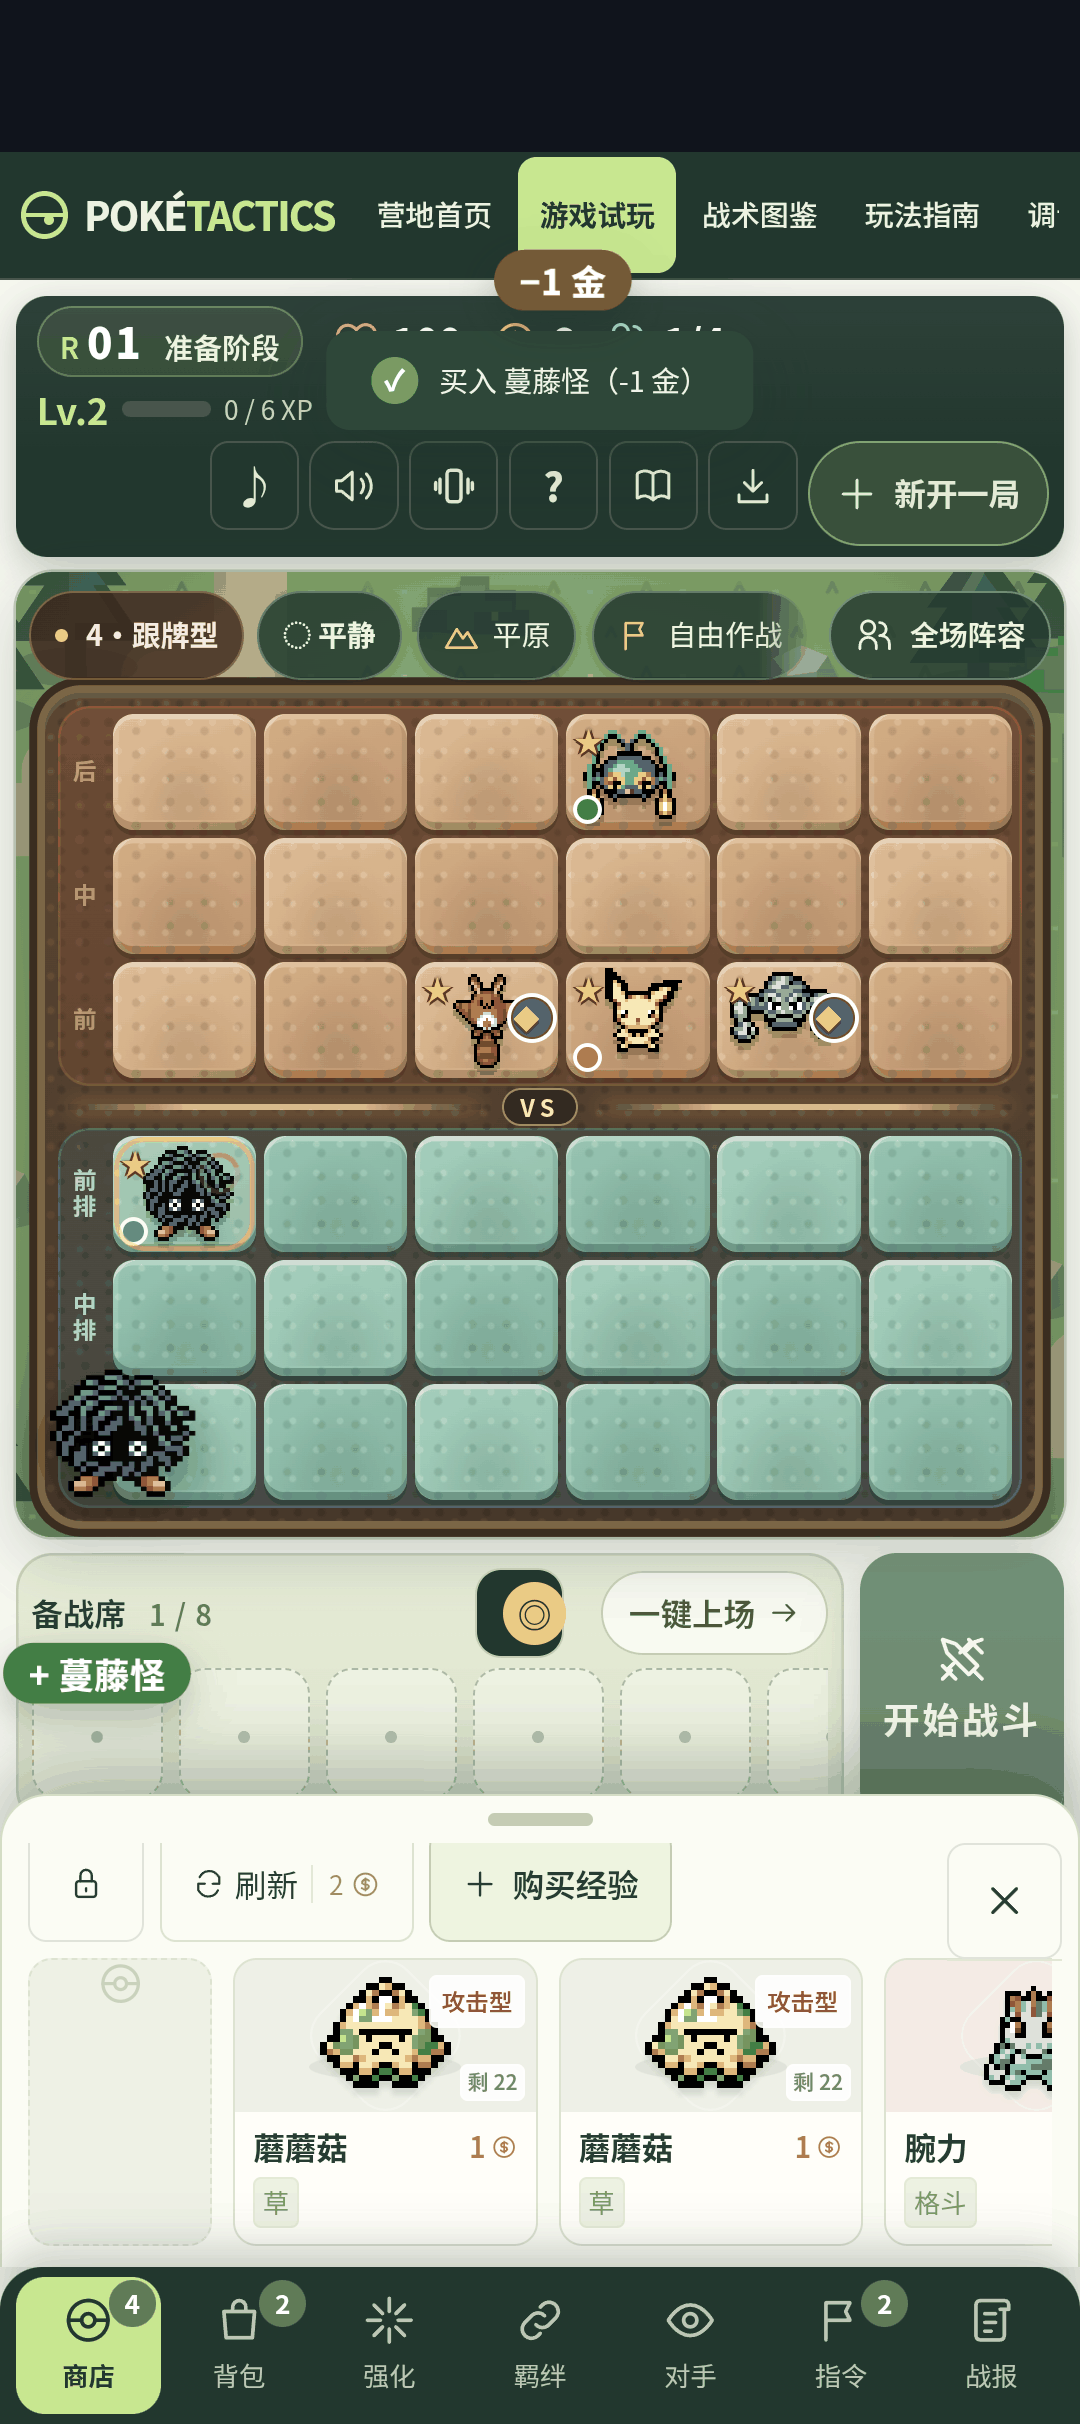 POKÉTACTICS
营地首页
游戏试玩
战术图鉴
玩法指南
−1 金
R 01 准备阶段
买入 蔓藤怪（-1 金）
Lv.2
0 / 6 XP
?
新开一局
4·跟牌型
平静
平原
自由作战
全场阵容
后
中
前
VS
前排
中排
备战席 1 / 8
一键上场
+ 蔓藤怪
开始战斗
刷新 2
购买经验
攻击型
剩 22
蘑蘑菇 1
草
攻击型
剩 22
蘑蘑菇 1
草
腕力
格斗
4
商店
2
背包
强化
羁绊
对手
2
指令
战报